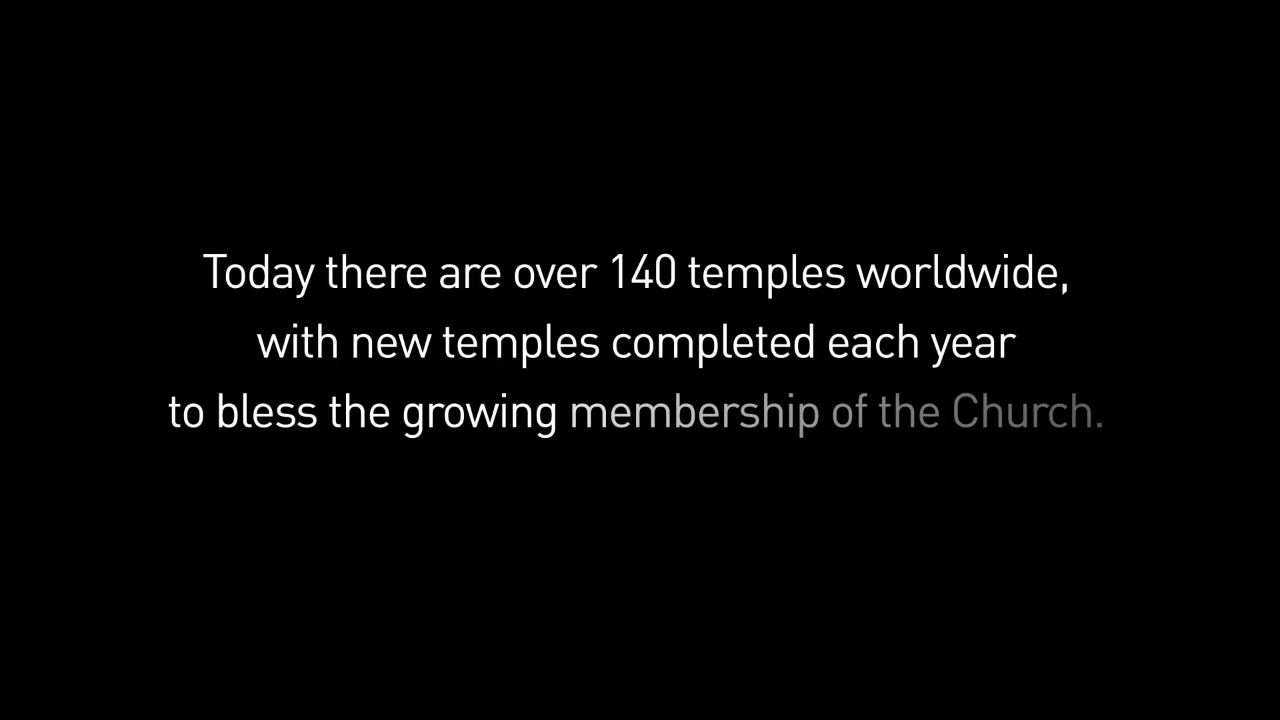 Today there are over 140 temples worldwide,
with new temples completed each year
to bless the growing membership of the Church.